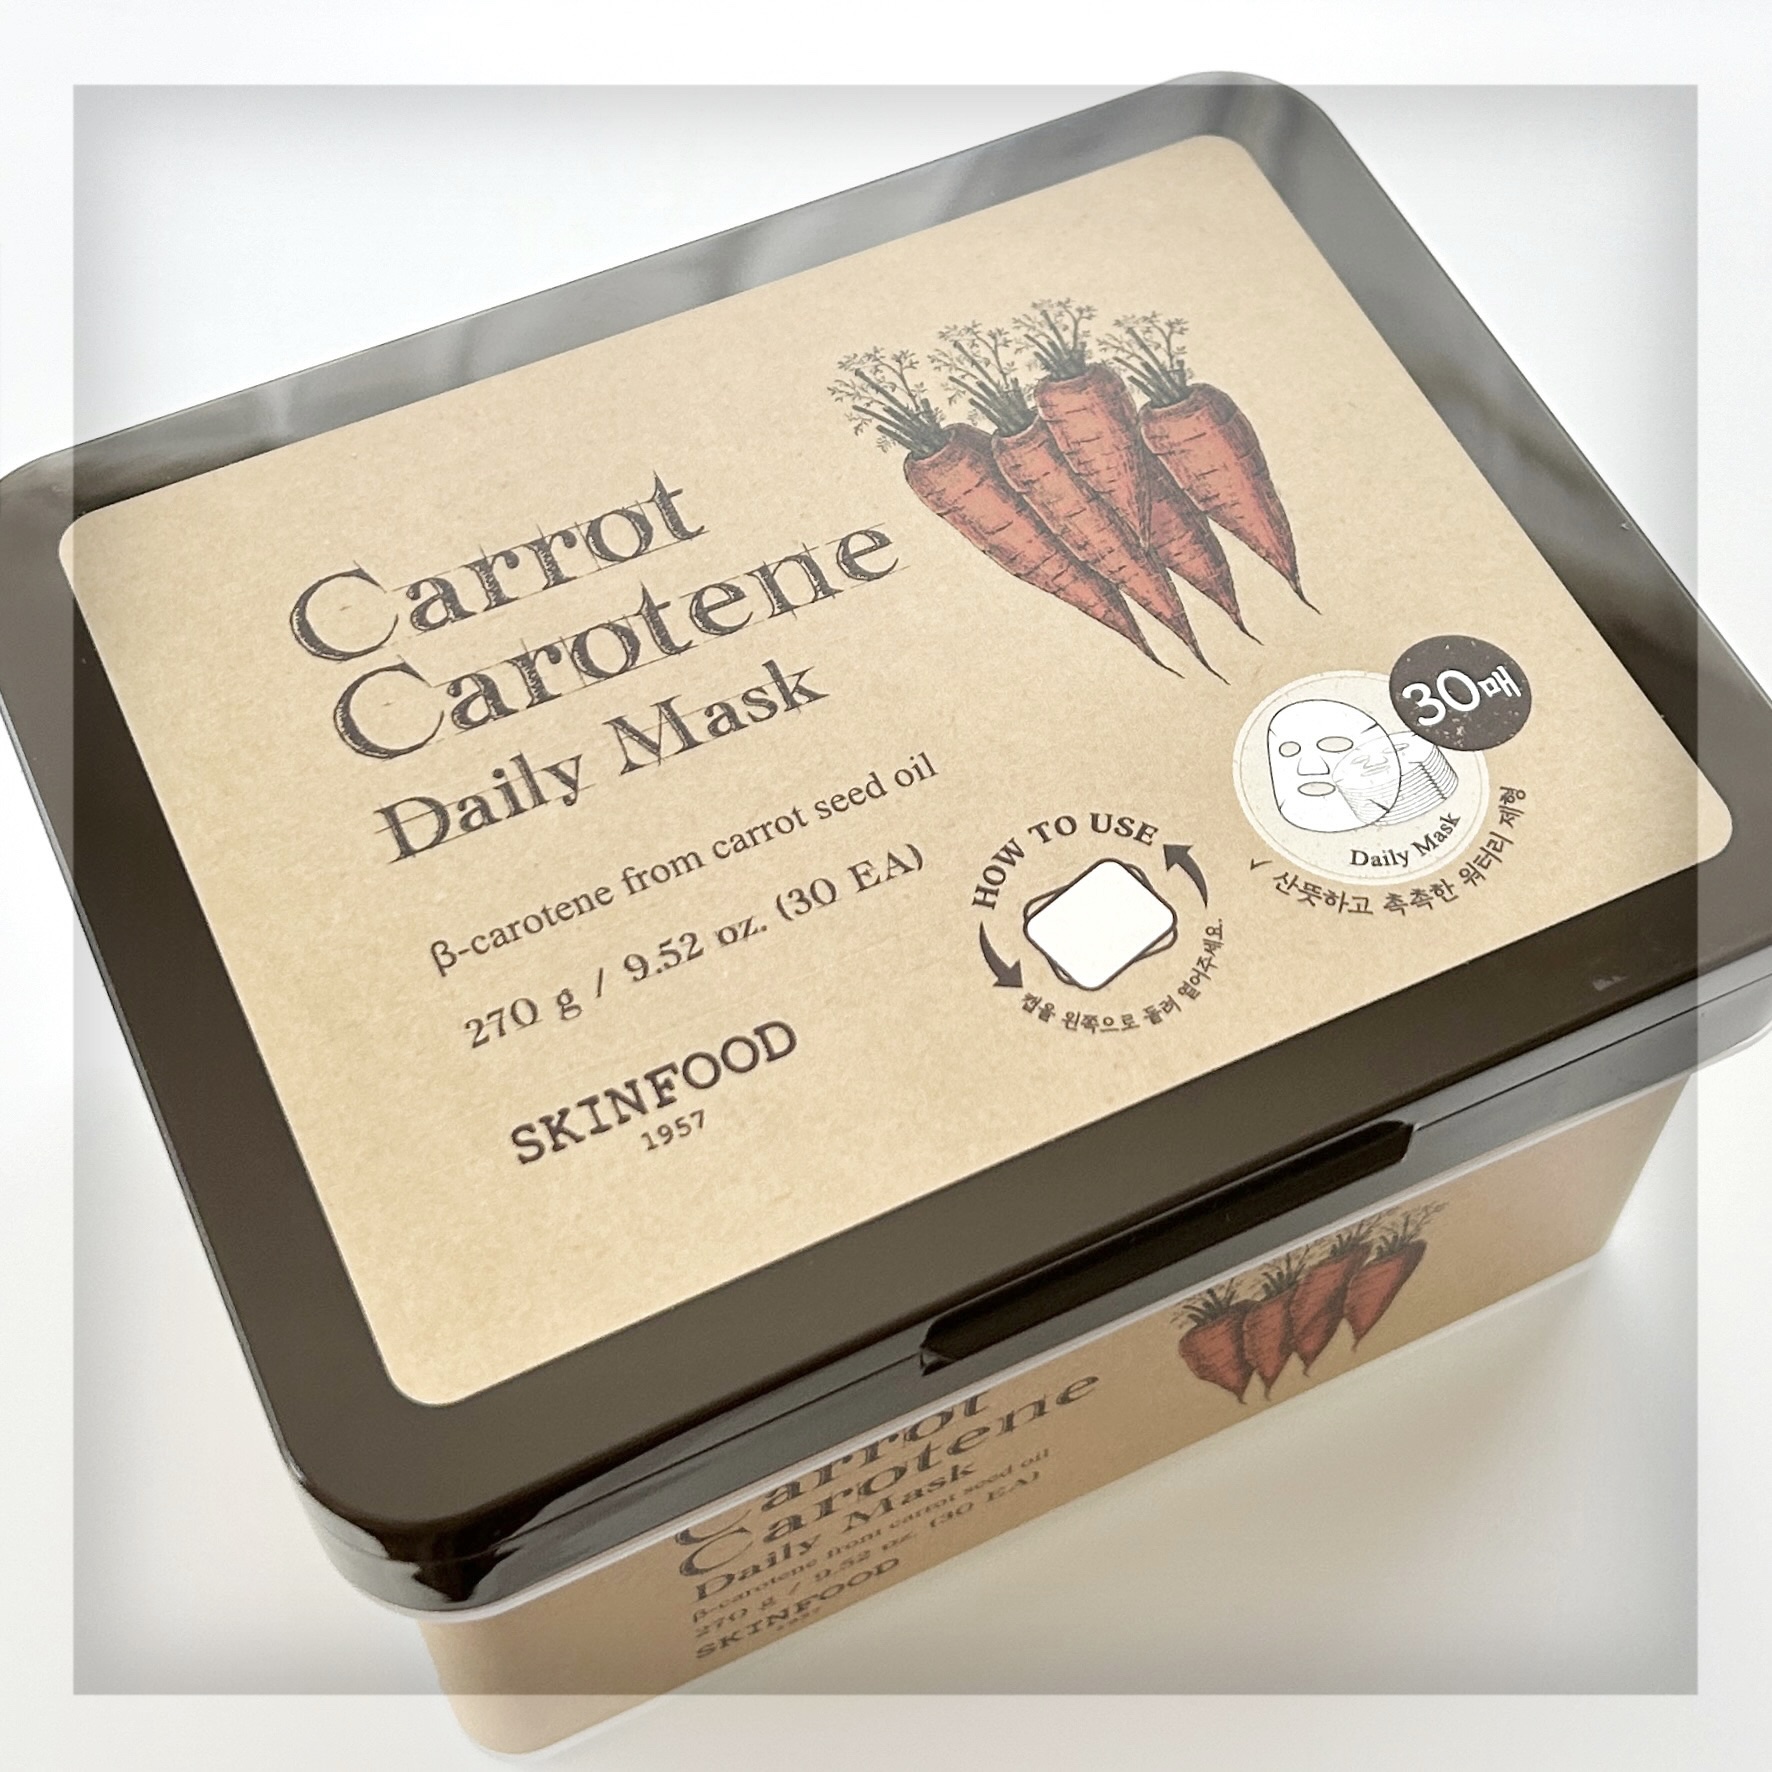 Carrot
Carotene
Daily Mask
β-carotene from carrot seed oil
270 g / 9.52 oz. (30 EA)
SKINFOOD
1957
HOW TO USE
캡을 왼쪽으로 돌려 열어주세요.
30매
Daily Mask
✓ 산뜻하고 촉촉한 워터리 제형
Carrot
Carotene
Daily Mask
β-carotene from carrot seed oil
270 g / 9.52 oz. (30 EA)
SKINFOOD
1957